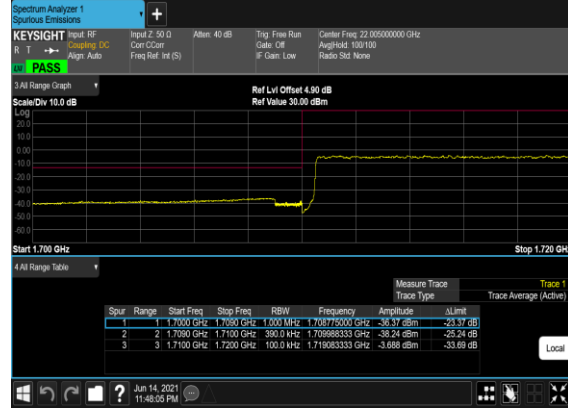 Spectrum Analyzer 1
Spurious Emissions
+
KEYSIGHT Input: RF Input Z: 50 Ω Atten: 40 dB Trig: Free Run Center Freq: 22.005000000 GHz
R T Coupling: DC Corr CCorr Gate: Off Avg|Hold: 100/100
Align: Auto Freq Ref: Int (S) IF Gain: Low Radio Std: None
PASS
3 All Range Graph Ref Lvl Offset 4.90 dB
Scale/Div 10.0 dB Ref Value 30.00 dBm
Log
20.0
10.0
0.00
-10.0
-20.0
-30.0
-40.0
-50.0
-60.0
Start 1.700 GHz Stop 1.720 GH
4 All Range Table
Measure Trace Trace 1
Trace Type Trace Average (Active)
Spur Range Start Freq Stop Freq RBW Frequency Amplitude ΔLimit
1 1 1.7000 GHz 1.7090 GHz 1.000 MHz 1.708775000 GHz -36.37 dBm -23.37 dB
2 2 1.7090 GHz 1.7100 GHz 390.0 kHz 1.709988333 GHz -38.24 dBm -25.24 dB
3 3 1.7100 GHz 1.7200 GHz 100.0 kHz 1.719083333 GHz -3.688 dBm -33.69 dB
Local
? Jun 14, 2021
11:48:05 PM